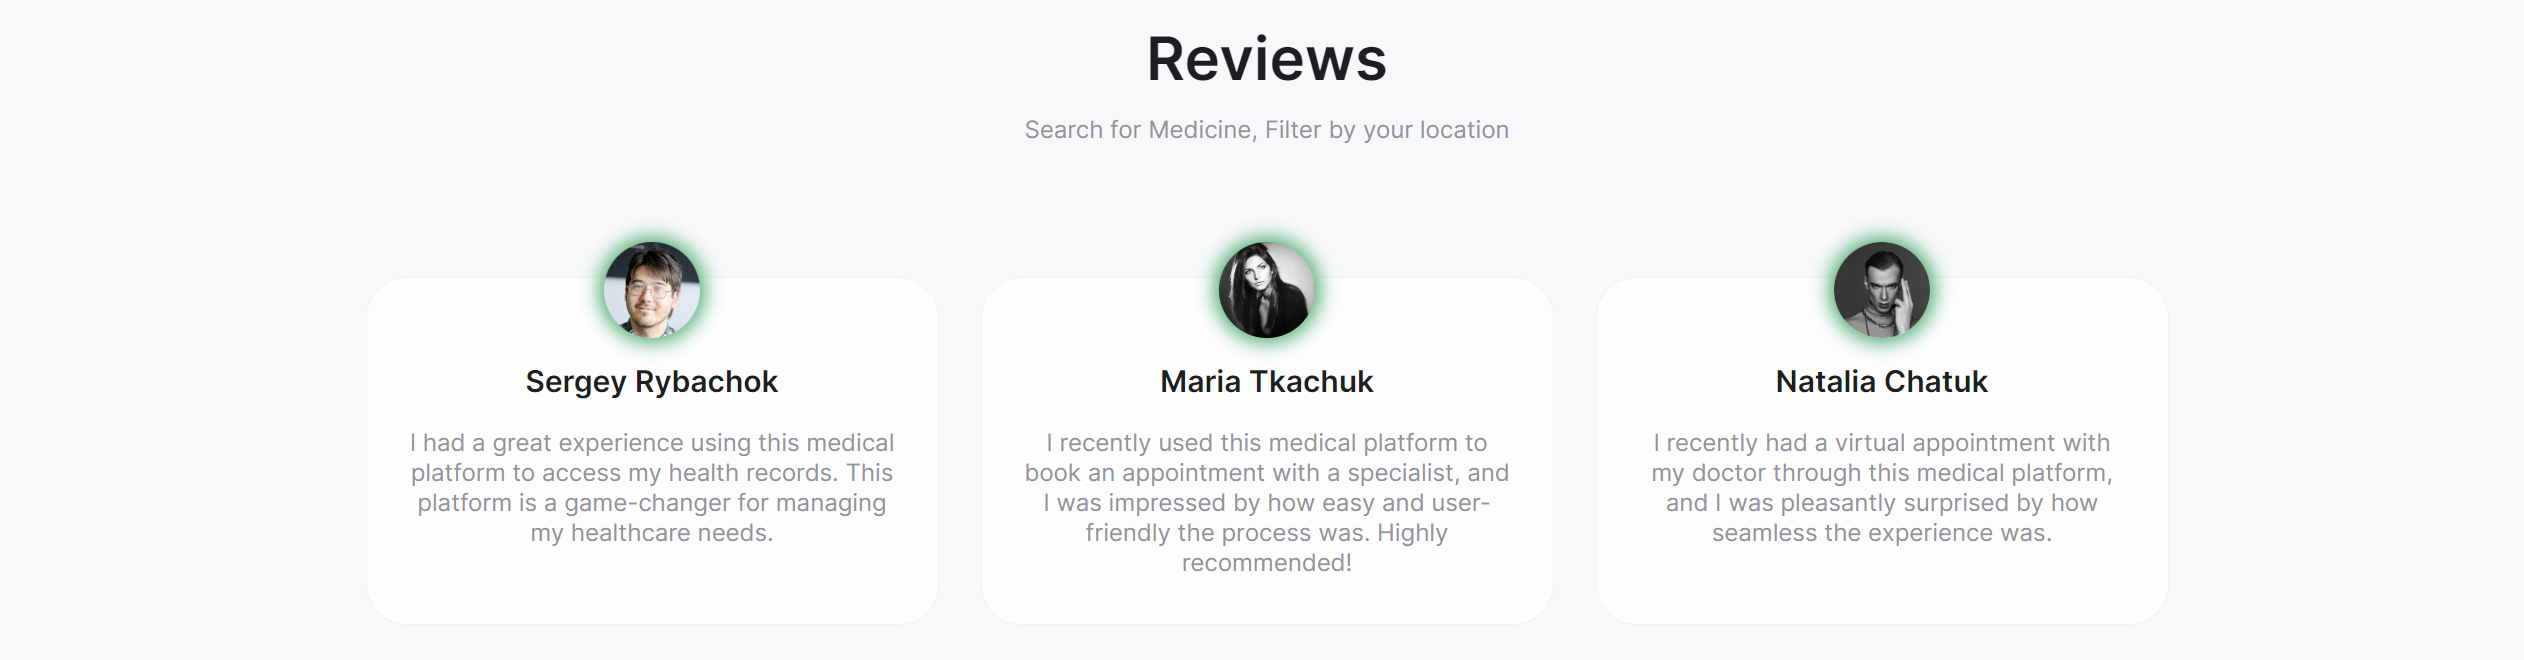 Reviews
Search for Medicine, Filter by your location
Sergey Rybachok
I had a great experience using this medical
platform to access my health records. This
platform is a game-changer for managing
my healthcare needs.
Maria Tkachuk
I recently used this medical platform to
book an appointment with a specialist, and
I was impressed by how easy and user-
friendly the process was. Highly
recommended!
Natalia Chatuk
I recently had a virtual appointment with
my doctor through this medical platform,
and I was pleasantly surprised by how
seamless the experience was.